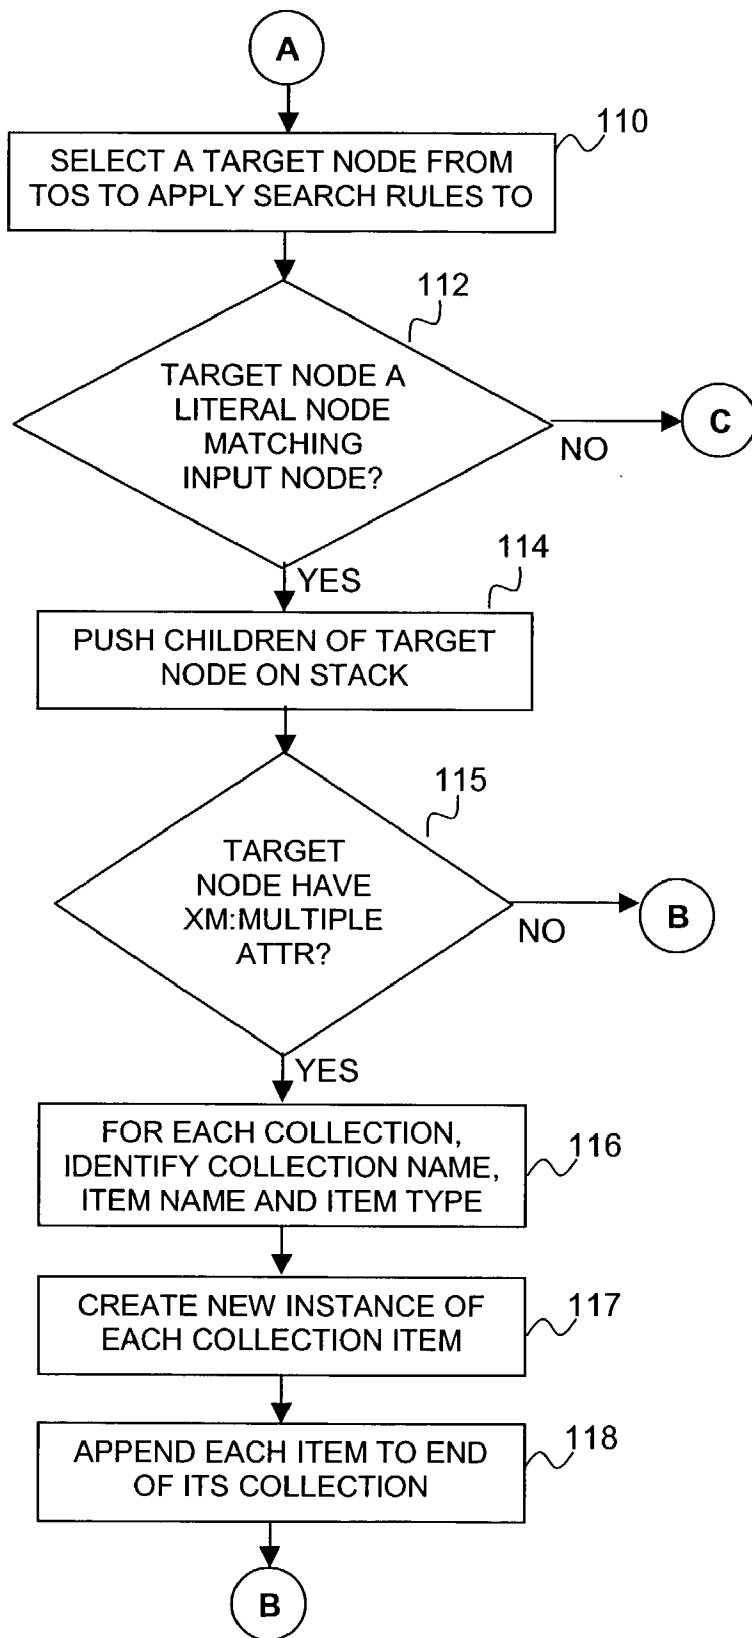 A
110
SELECT A TARGET NODE FROM
TOS TO APPLY SEARCH RULES TO
112
TARGET NODE A
LITERAL NODE
MATCHING
INPUT NODE?
NO
C
YES
114
PUSH CHILDREN OF TARGET
NODE ON STACK
115
TARGET
NODE HAVE
XM:MULTIPLE
ATTR?
NO
B
YES
FOR EACH COLLECTION,
IDENTIFY COLLECTION NAME,
ITEM NAME AND ITEM TYPE
116
CREATE NEW INSTANCE OF
EACH COLLECTION ITEM
117
APPEND EACH ITEM TO END
OF ITS COLLECTION
118
B